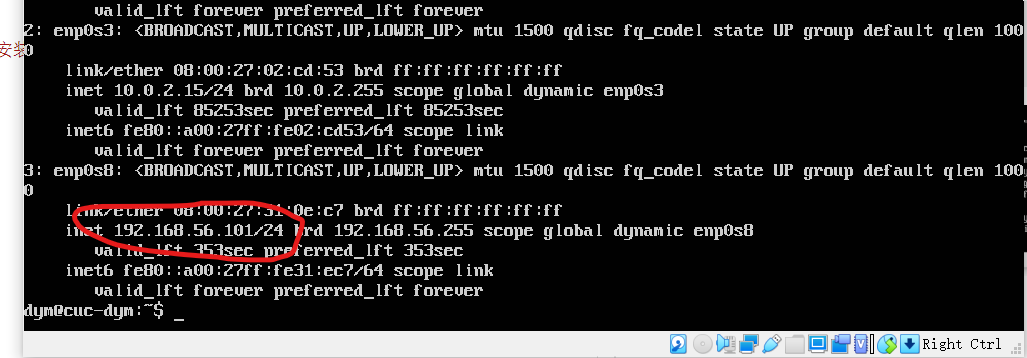 valid_lft forever preferred_lft forever
2: enp0s3: <BROADCAST,MULTICAST,UP,LOWER_UP> mtu 1500 qdisc fq_codel state UP group default qlen 100
0
安装
link/ether 08:00:27:02:cd:53 brd ff:ff:ff:ff:ff:ff
inet 10.0.2.15/24 brd 10.0.2.255 scope global dynamic enp0s3
valid_lft 85253sec preferred_lft 85253sec
inet6 fe80::a00:27ff:fe02:cd53/64 scope link
valid_lft forever preferred_lft forever
3: enp0s8: <BROADCAST,MULTICAST,UP,LOWER_UP> mtu 1500 qdisc fq_codel state UP group default qlen 100
0
link/ether 08:00:27:31:0e:c7 brd ff:ff:ff:ff:ff:ff
inet 192.168.56.101/24 brd 192.168.56.255 scope global dynamic enp0s8
valid_lft 353sec preferred_lft 353sec
inet6 fe80::a00:27ff:fe31:ec7/64 scope link
valid_lft forever preferred_lft forever
dym@cuc-dym:~$ _
Right Ctrl